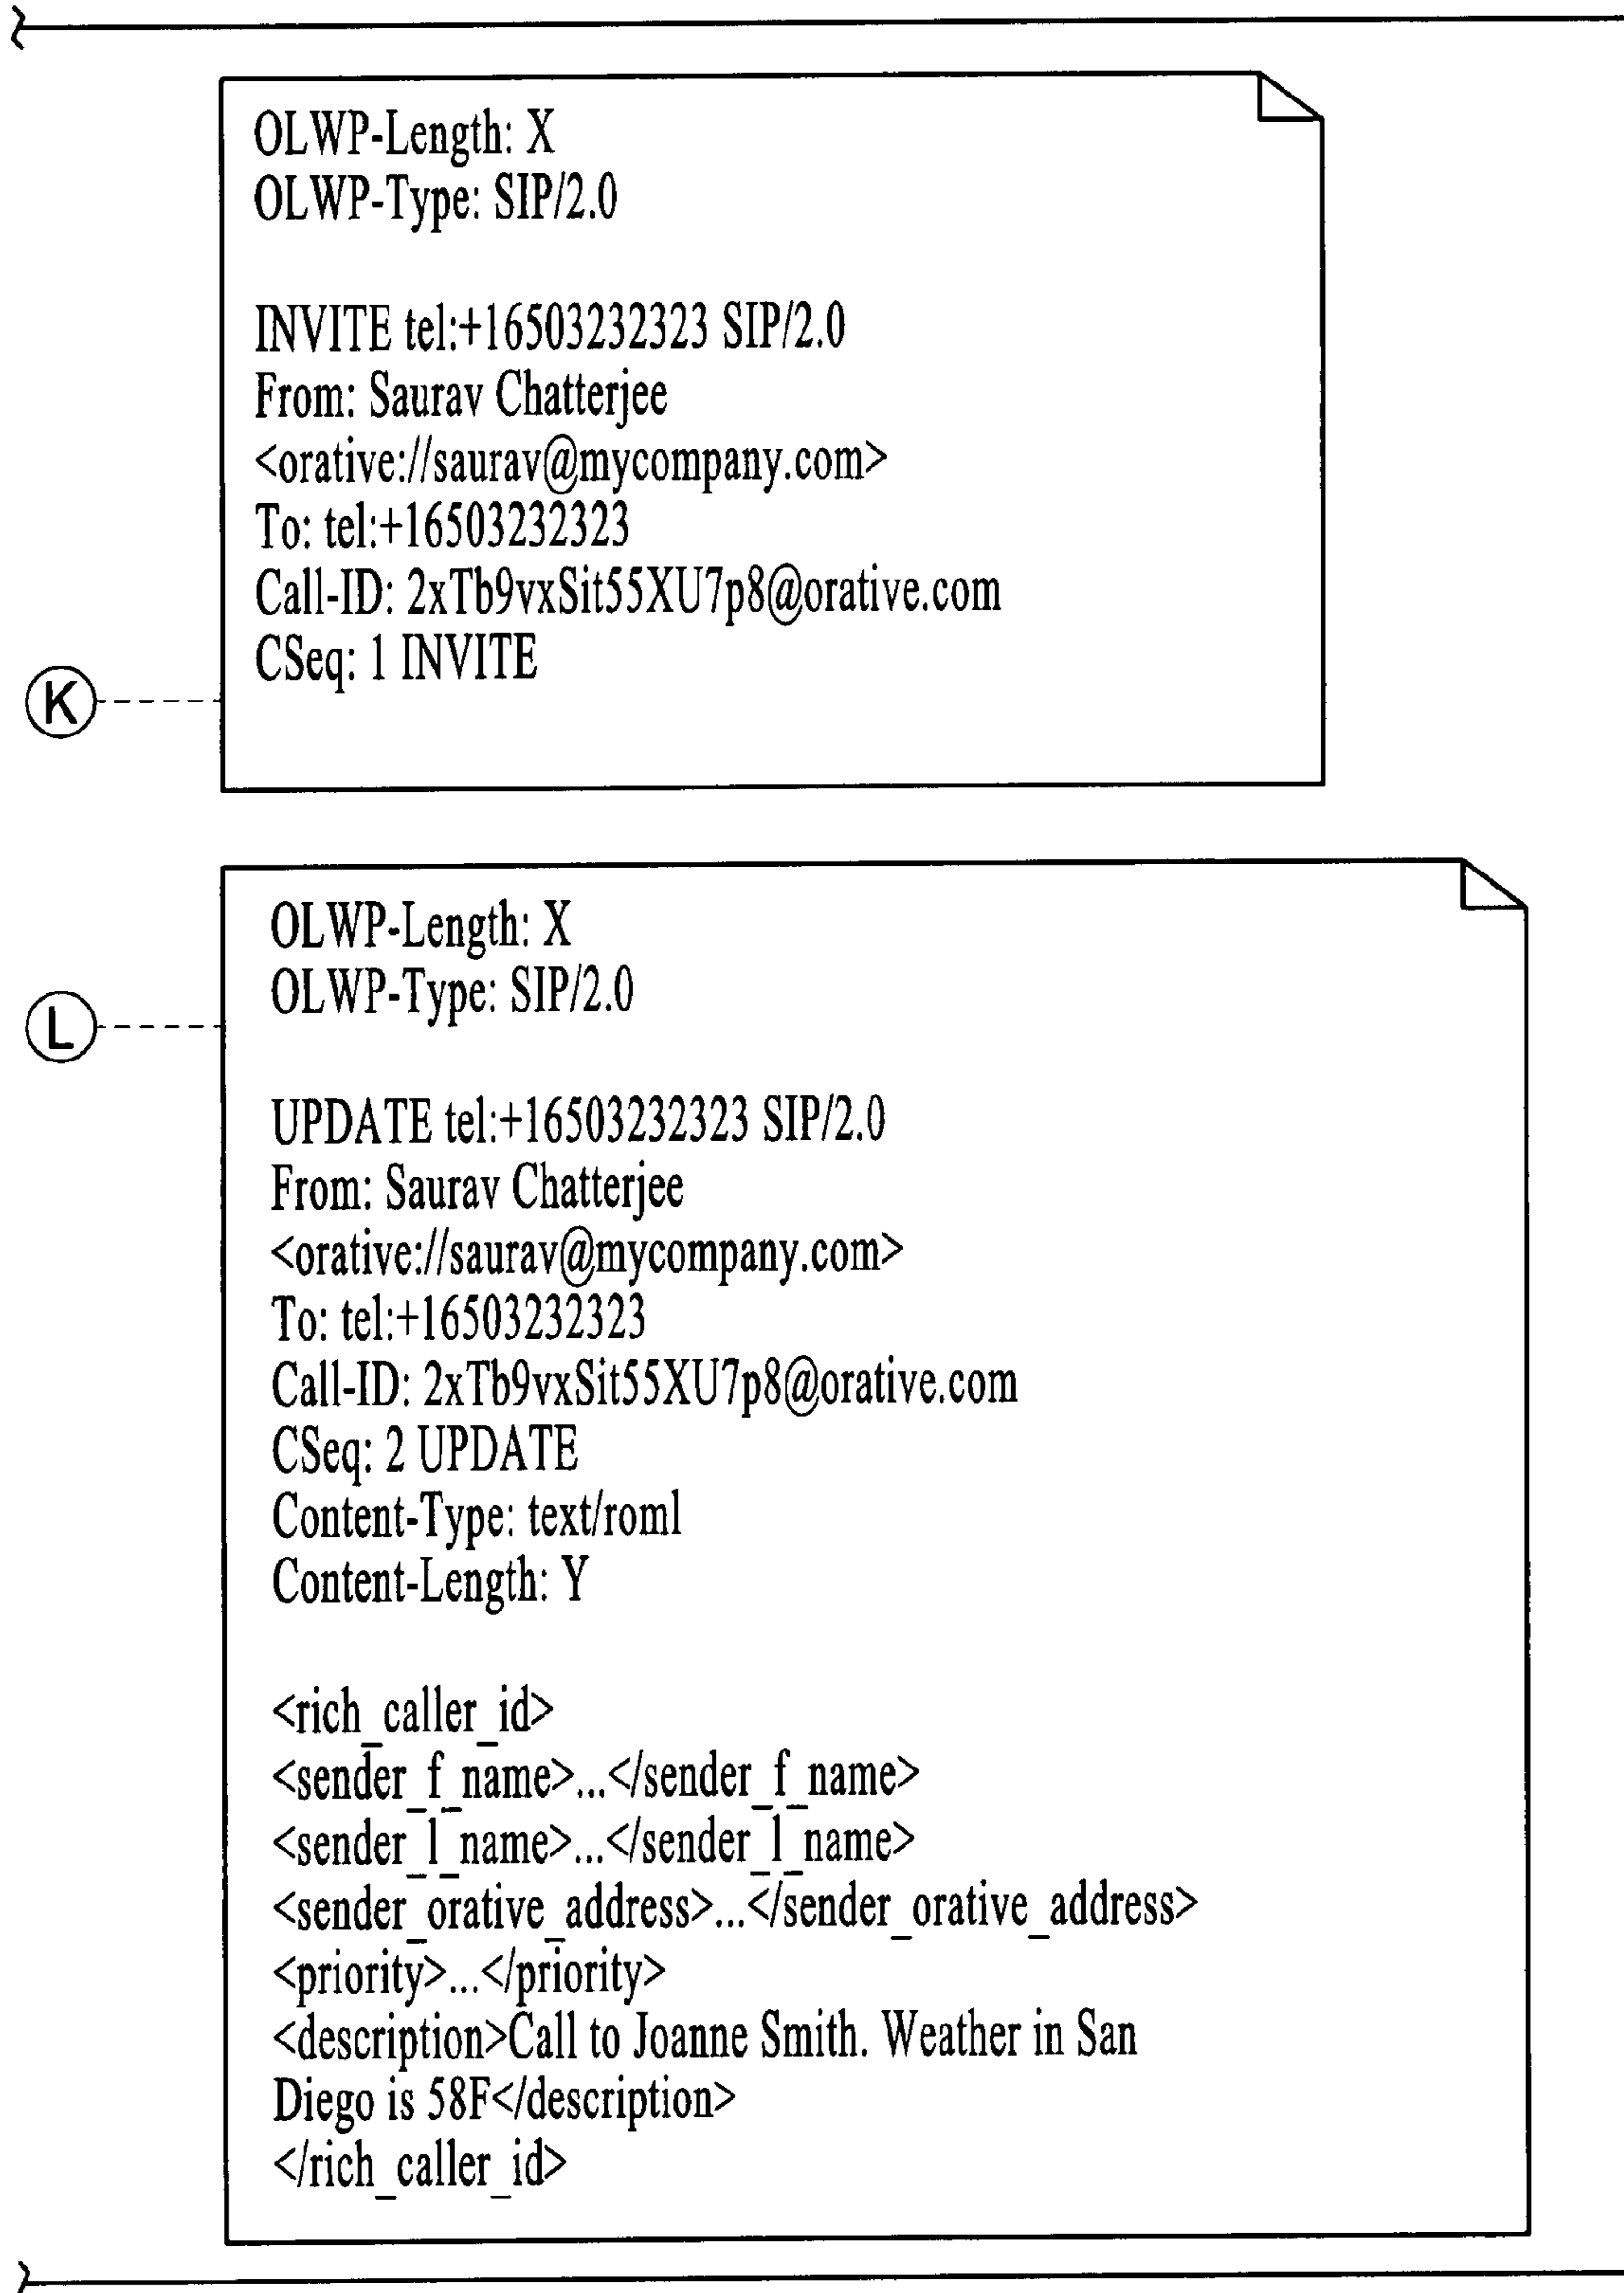 OLWP-Length: X
OLWP-Type: SIP/2.0
INVITE tel:+16503232323 SIP/2.0
From: Saurav Chatterjee
<orative://saurav@mycompany.com>
To: tel:+16503232323
Call-ID: 2xTb9vxSit55XU7p8@orative.com
CSeq: 1 INVITE
K
OLWP-Length: X
OLWP-Type: SIP/2.0
L
UPDATE tel:+16503232323 SIP/2.0
From: Saurav Chatterjee
<orative://saurav@mycompany.com>
To: tel:+16503232323
Call-ID: 2xTb9vxSit55XU7p8@orative.com
CSeq: 2 UPDATE
Content-Type: text/roml
Content-Length: Y
<rich_caller_id>
<sender_f_name>...</sender_f_name>
<sender_l_name>...</sender_l_name>
<sender_orative_address>...</sender_orative_address>
<priority>...</priority>
<description>Call to Joanne Smith. Weather in San
Diego is 58F</description>
</rich_caller_id>